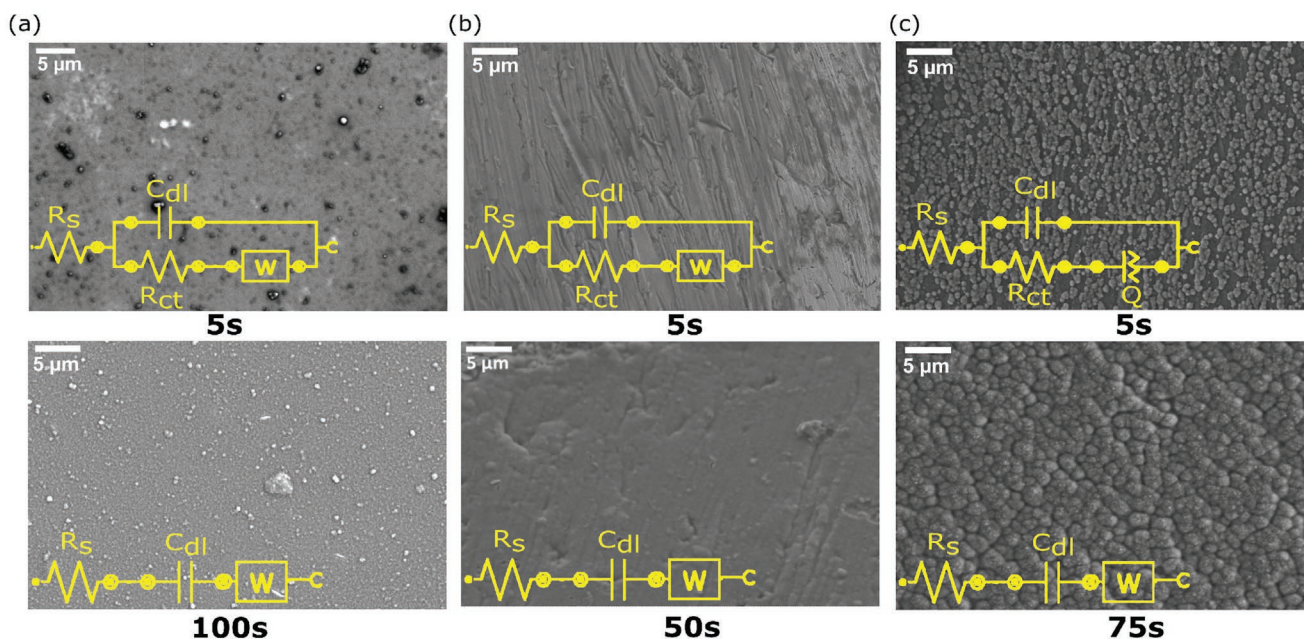 (a) (b) (c)
5 µm 5 µm 5 µm
Cdl Cdl Cdl
Rs Rs Rs
W W
Rct Rct Rct Q
5s 5s 5s
5 µm 5 µm 5 µm
Rs Cdl Rs Cdl Rs Cdl
W W W
100s 50s 75s